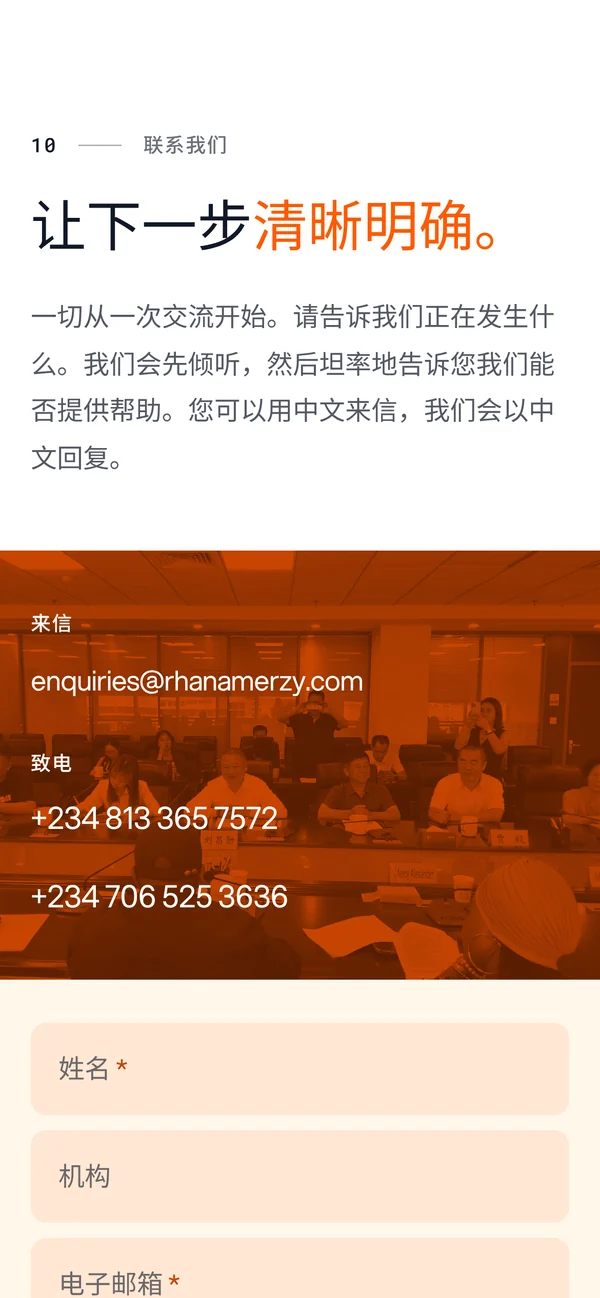 10 联系我们
让下一步清晰明确。
一切从一次交流开始。请告诉我们正在发生什
么。我们会先倾听，然后坦率地告诉您我们能
否提供帮助。您可以用中文来信，我们会以中
文回复。
来信
enquiries@rhanamerzy.com
致电
+234 813 365 7572
+234 706 525 3636
姓名 *
机构
电子邮箱 *